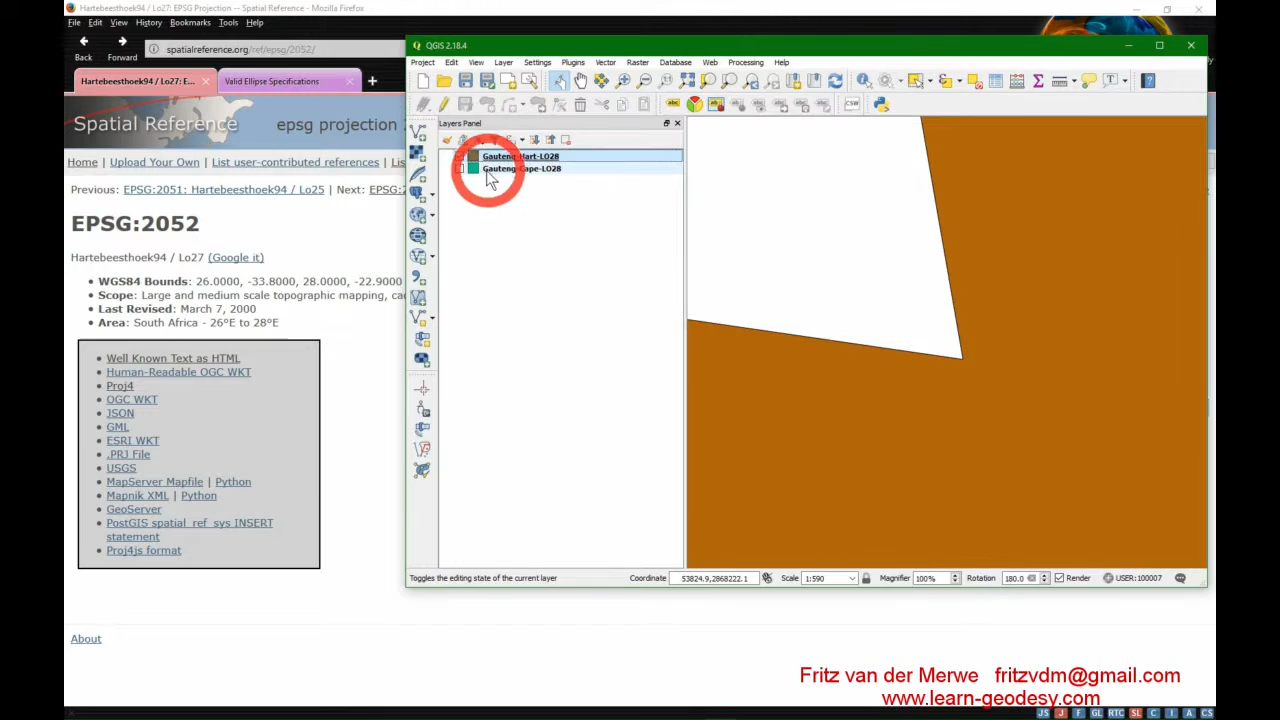 Hartebeesthoek94 / Lo27: EPSG Projection -- Spatial Reference - Mozilla Firefox
File Edit View History Bookmarks Tools Help
Back Forward
spatialreference.org/ref/epsg/2052/
Hartebeesthoek94 / Lo27: E... Valid Ellipse Specifications
Spatial Reference
epsg projection 2
Home | Upload Your Own | List user-contributed references | Lis
Previous: EPSG:2051: Hartebeesthoek94 / Lo25 | Next: EPSG:2
EPSG:2052
Hartebeesthoek94 / Lo27 (Google it)
WGS84 Bounds: 26.0000, -33.8000, 28.0000, -22.9000
Scope: Large and medium scale topographic mapping, cad
Last Revised: March 7, 2000
Area: South Africa - 26°E to 28°E
Well Known Text as HTML
Human-Readable OGC WKT
Proj4
OGC WKT
JSON
GML
ESRI WKT
.PRJ File
USGS
MapServer Mapfile | Python
Mapnik XML | Python
GeoServer
PostGIS spatial_ref_sys INSERT
statement
Proj4js format
About
QGIS 2.18.4
Project Edit View Layer Settings Plugins Vector Raster Database Web Processing Help
abc
CSW
Layers Panel
Gauteng-Hart-LO28
Gauteng-Cape-LO28
Toggles the editing state of the current layer
Coordinate 53824.9,2868222.1
Scale 1:590
Magnifier 100%
Rotation 180.0
Render
USER:100007
Fritz van der Merwe fritzvdm@gmail.com
www.learn-geodesy.com
JS J F GL RTC SL C I A CS